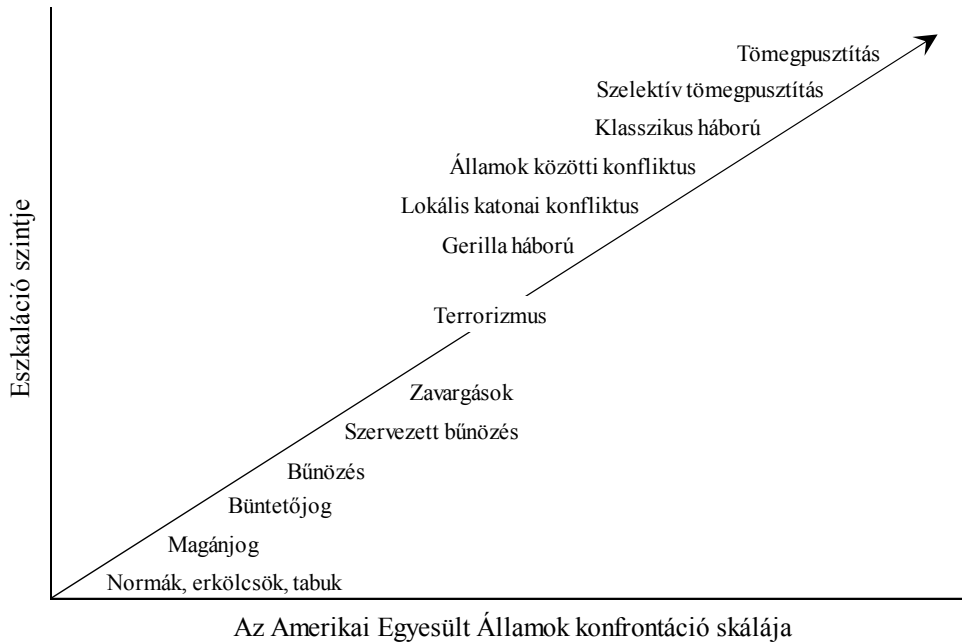 Tömegpusztítás
Szelektív tömegpusztítás
Klasszikus háború
Államok közötti konfliktus
Lokális katonai konfliktus
Gerilla háború
Terrorizmus
Zavargások
Szervezett bűnözés
Bűnözés
Büntetőjog
Magánjog
Normák, erkölcsök, tabuk
Eszkaláció szintje
Az Amerikai Egyesült Államok konfrontáció skálája